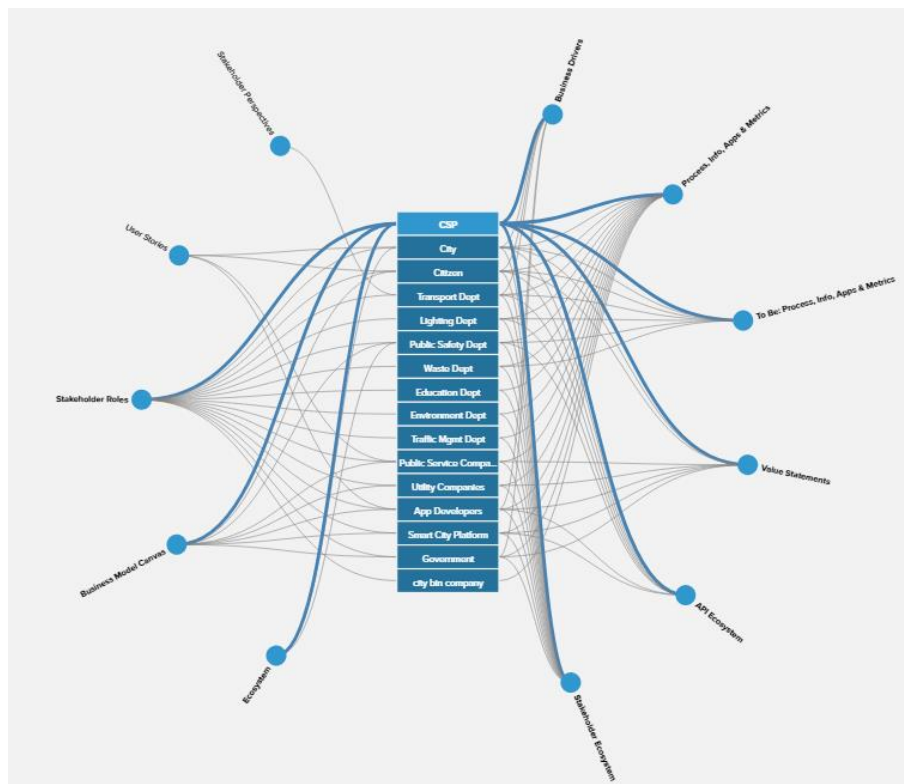 Stakeholder Perspectives
Business Drivers
Process, Info, Apps & Metrics
User Stories
CSP
City
Citizen
Transport Dept
Lighting Dept
Public Safety Dept
Waste Dept
Education Dept
Environment Dept
Traffic Mgmt Dept
Public Service Compa...
Utility Companies
App Developers
Smart City Platform
Government
city bin company
To Be: Process, Info, Apps & Metrics
Stakeholder Roles
Value Statements
Business Model Canvas
API Ecosystem
Ecosystem
Stakeholder Ecosystem